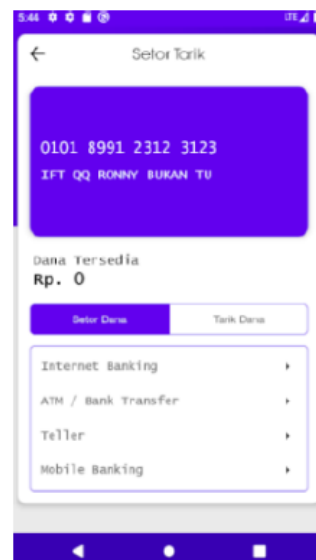 5:44 LTE
Setor Tarik
0101 8991 2312 3123
IFT QQ RONNY BUKAN TU
Dana Tersedia
Rp. 0
Setor Dana Tarik Dana
Internet Banking
ATM / Bank Transfer
Teller
Mobile Banking